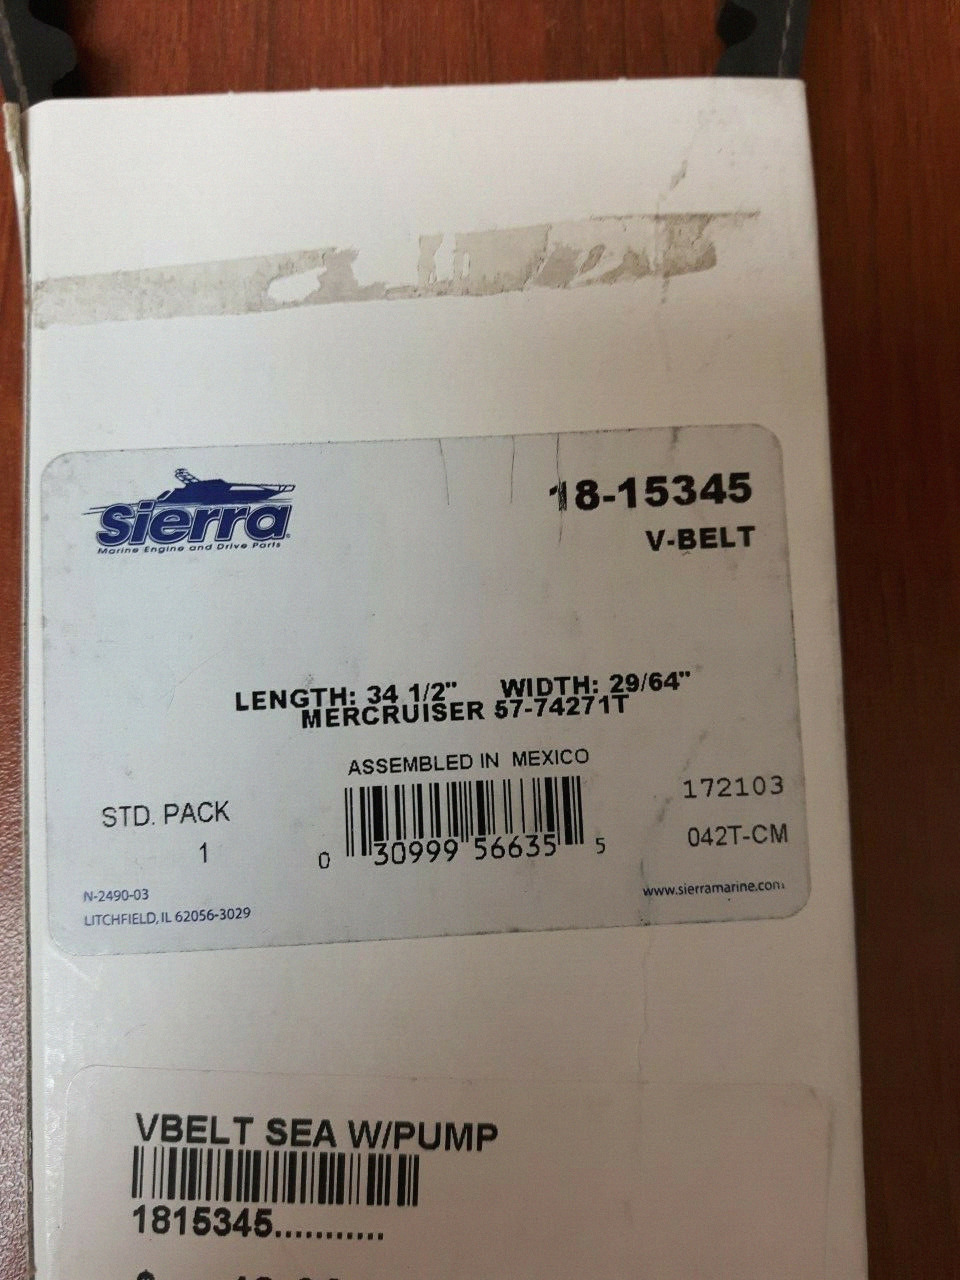 sierra
Marine Engine and Drive Parts
18-15345
V-BELT
LENGTH: 34 1/2" WIDTH: 29/64"
MERCRUISER 57-74271T
ASSEMBLED IN MEXICO
STD. PACK
1
0 30999 56635 5
172103
042T-CM
N-2490-03
LITCHFIELD, IL 62056-3029
www.sierramarine.com
VBELT SEA W/PUMP
1815345............